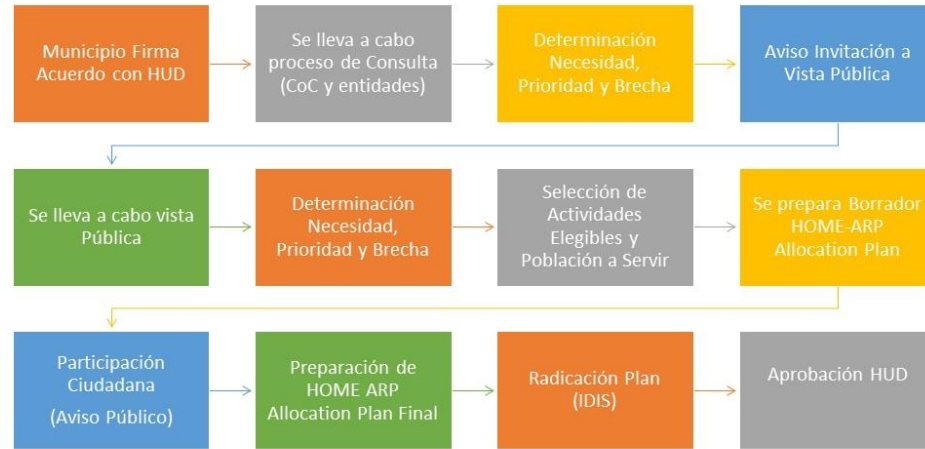 Municipio Firma
Acuerdo con HUD
Se lleva a cabo
proceso de Consulta
(CoC y entidades)
Determinación
Necesidad,
Prioridad y Brecha
Aviso Invitación a
Vista Pública
Se lleva a cabo vista
Pública
Determinación
Necesidad,
Prioridad y Brecha
Selección de
Actividades
Elegibles y
Población a Servir
Se prepara Borrador
HOME-ARP
Allocation Plan
Participación
Ciudadana
(Aviso Público)
Preparación de
HOME ARP
Allocation Plan Final
Radicación Plan
(IDIS)
Aprobación HUD